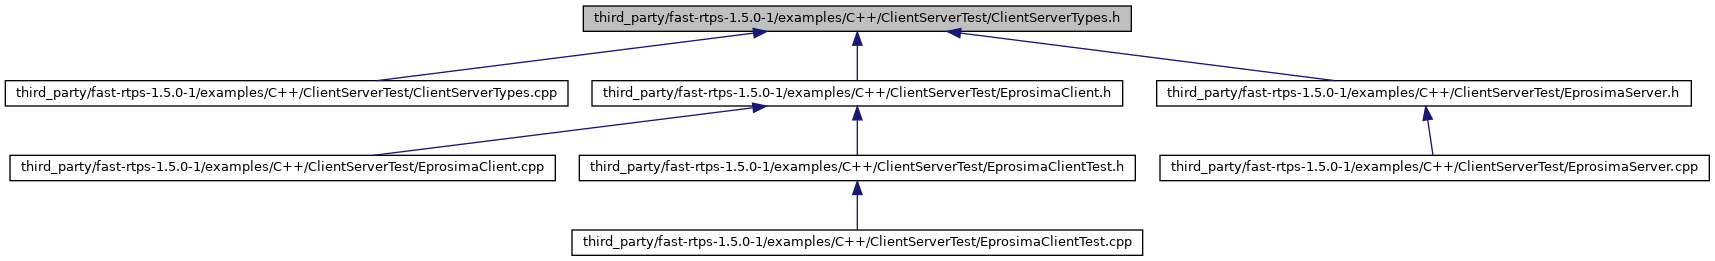 third_party/fast-rtps-1.5.0-1/examples/C++/ClientServerTest/ClientServerTypes.h
third_party/fast-rtps-1.5.0-1/examples/C++/ClientServerTest/ClientServerTypes.cpp
third_party/fast-rtps-1.5.0-1/examples/C++/ClientServerTest/EprosimaClient.h
third_party/fast-rtps-1.5.0-1/examples/C++/ClientServerTest/EprosimaServer.h
third_party/fast-rtps-1.5.0-1/examples/C++/ClientServerTest/EprosimaClient.cpp
third_party/fast-rtps-1.5.0-1/examples/C++/ClientServerTest/EprosimaClientTest.h
third_party/fast-rtps-1.5.0-1/examples/C++/ClientServerTest/EprosimaServer.cpp
third_party/fast-rtps-1.5.0-1/examples/C++/ClientServerTest/EprosimaClientTest.cpp